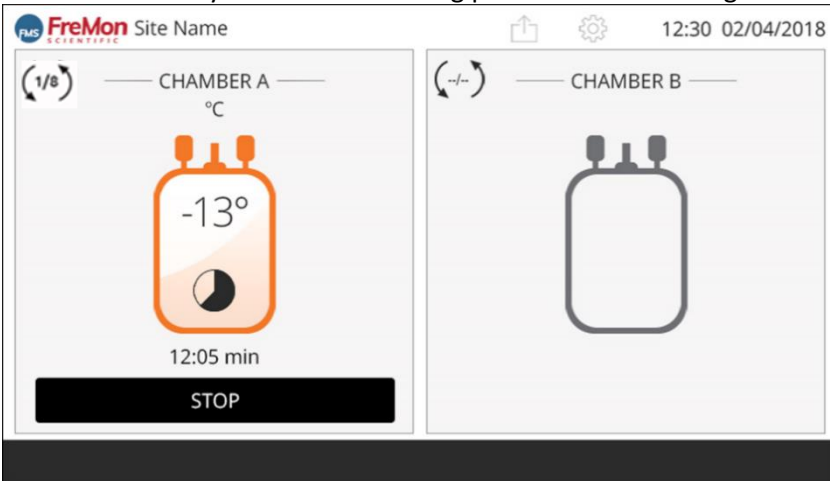 FMS FreMon SCIENTIFIC Site Name 12:30 02/04/2018
(1/8) CHAMBER A
°C
-13°
12:05 min
STOP
(--/--) CHAMBER B